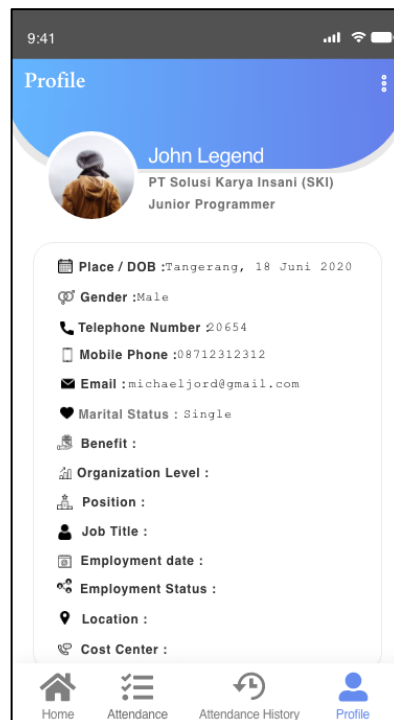 9:41
Profile
John Legend
PT Solusi Karya Insani (SKI)
Junior Programmer
Place / DOB :Tangerang, 18 Juni 2020
Gender :Male
Telephone Number :20654
Mobile Phone :08712312312
Email :michaeljord@gmail.com
Marital Status : Single
Benefit :
Organization Level :
Position :
Job Title :
Employment date :
Employment Status :
Location :
Cost Center :
Home Attendance Attendance History Profile